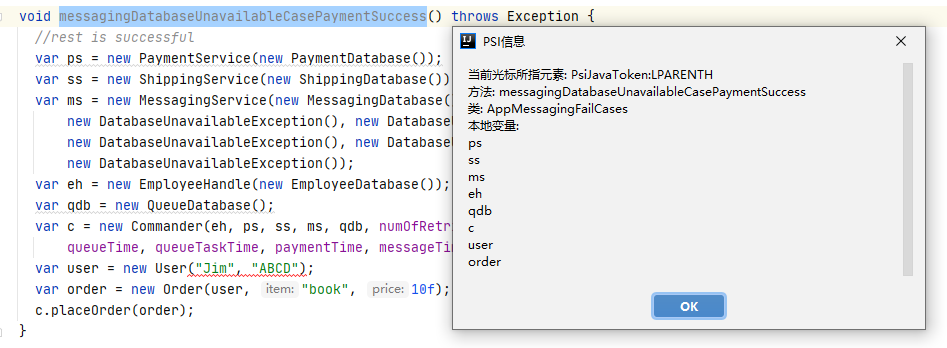 void messagingDatabaseUnavailableCasePaymentSuccess() throws Exception {
//rest is successful
var ps = new PaymentService(new PaymentDatabase());
var ss = new ShippingService(new ShippingDatabase())
var ms = new MessagingService(new MessagingDatabase(
new DatabaseUnavailableException(), new Database
new DatabaseUnavailableException(), new Database
new DatabaseUnavailableException());
var eh = new EmployeeHandle(new EmployeeDatabase());
var qdb = new QueueDatabase();
var c = new Commander(eh, ps, ss, ms, qdb, numOfRetr
queueTime, queueTaskTime, paymentTime, messageTim
var user = new User("Jim", "ABCD");
var order = new Order(user, item: "book", price: 10f);
c.placeOrder(order);
}
IJ
PSI信息
当前光标所指元素: PsiJavaToken:LPARENTH
方法: messagingDatabaseUnavailableCasePaymentSuccess
类: AppMessagingFailCases
本地变量:
ps
ss
ms
eh
qdb
c
user
order
OK